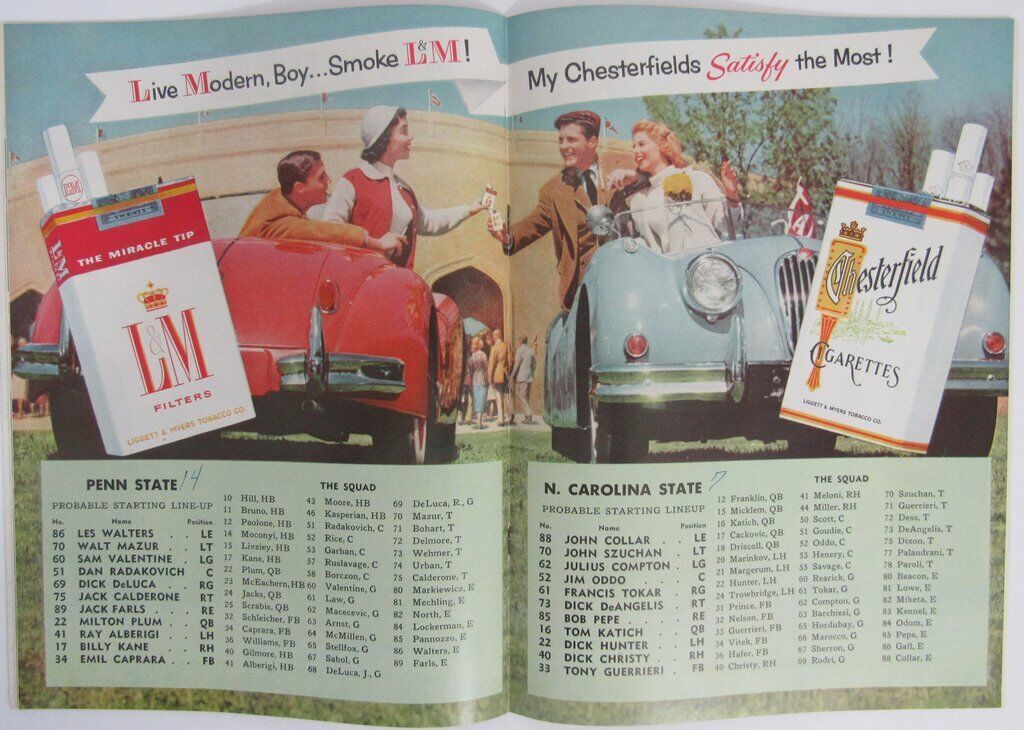 Live Modern, Boy...Smoke L&M!
TWENTY
THE MIRACLE TIP
L&M
FILTERS
LIGGETT & MYERS TOBACCO CO.
PENN STATE 14
PROBABLE STARTING LINE-UP
No. Name Position
86 LES WALTERS . . LE
70 WALT MAZUR . . LT
60 SAM VALENTINE . LG
51 DAN RADAKOVICH C
69 DICK DeLUCA . . RG
75 JACK CALDERONE RT
89 JACK FARLS . . RE
22 MILTON PLUM . . QB
41 RAY ALBERIGI . . LH
17 BILLY KANE . . RH
34 EMIL CAPRARA . . FB
THE SQUAD
10 Hill, HB
11 Bruno, HB
12 Paolone, HB
14 Moconyi, HB
15 Livziey, HB
17 Kane, HB
22 Plum, QB
23 McEachern, HB
24 Jacks, QB
25 Scrabis, QB
32 Schleicher, FB
34 Caprara, FB
36 Williams, FB
40 Gilmore, HB
41 Alberigi, HB
43 Moore, HB
46 Kasperian, HB
51 Radakovich, C
52 Rice, C
53 Garban, C
57 Ruslavage, C
58 Borczon, C
60 Valentine, G
61 Law, G
62 Macecevic, G
63 Arnst, G
64 McMillen, G
65 Stellfox, G
67 Sabol, G
68 DeLuca, J., G
69 DeLuca, R., G
70 Mazur, T
71 Bohart, T
72 Delmore, T
73 Wehmer, T
74 Urban, T
75 Calderone, T
80 Markiewicz, E
81 Mechling, E
82 North, E
84 Lockerman, E
85 Pannozzo, E
86 Walters, E
89 Farls, E
My Chesterfields Satisfy the Most!
Chesterfield
CIGARETTES
LIGGETT & MYERS TOBACCO CO.
N. CAROLINA STATE 7
PROBABLE STARTING LINEUP
No. Name Position
88 JOHN COLLAR . . LE
70 JOHN SZUCHAN . LT
62 JULIUS COMPTON . LG
52 JIM ODDO . . . C
61 FRANCIS TOKAR . RG
73 DICK DeANGELIS . RT
85 BOB PEPE . . . RE
16 TOM KATICH . . QB
22 DICK HUNTER . . LH
40 DICK CHRISTY . . RH
33 TONY GUERRIERI . FB
THE SQUAD
12 Franklin, QB
15 Micklem, QB
16 Katich, QB
17 Cackovic, QB
18 Driscoll, QB
20 Marinkov, LH
21 Margerum, LH
22 Hunter, LH
24 Trowbridge, LH
31 Prince, FB
32 Nelson, FB
33 Guerrieri, FB
34 Vitek, FB
36 Hafer, FB
40 Christy, RH
41 Meloni, RH
44 Miller, RH
50 Scott, C
51 Goudie, C
52 Oddo, C
53 Henery, C
55 Savage, C
60 Rearick, G
61 Tokar, G
62 Compton, G
63 Barchiesi, G
65 Hordubay, G
66 Marocco, G
67 Sherron, G
69 Rodri, G
70 Szuchan, T
71 Guerrieri, T
72 Dess, T
73 DeAngelis, T
75 Dixon, T
77 Palandrani, T
78 Paroli, T
80 Beacon, E
81 Lowe, E
82 Miketa, E
83 Kennel, E
84 Odom, E
85 Pepe, E
86 Gall, E
88 Collar, E